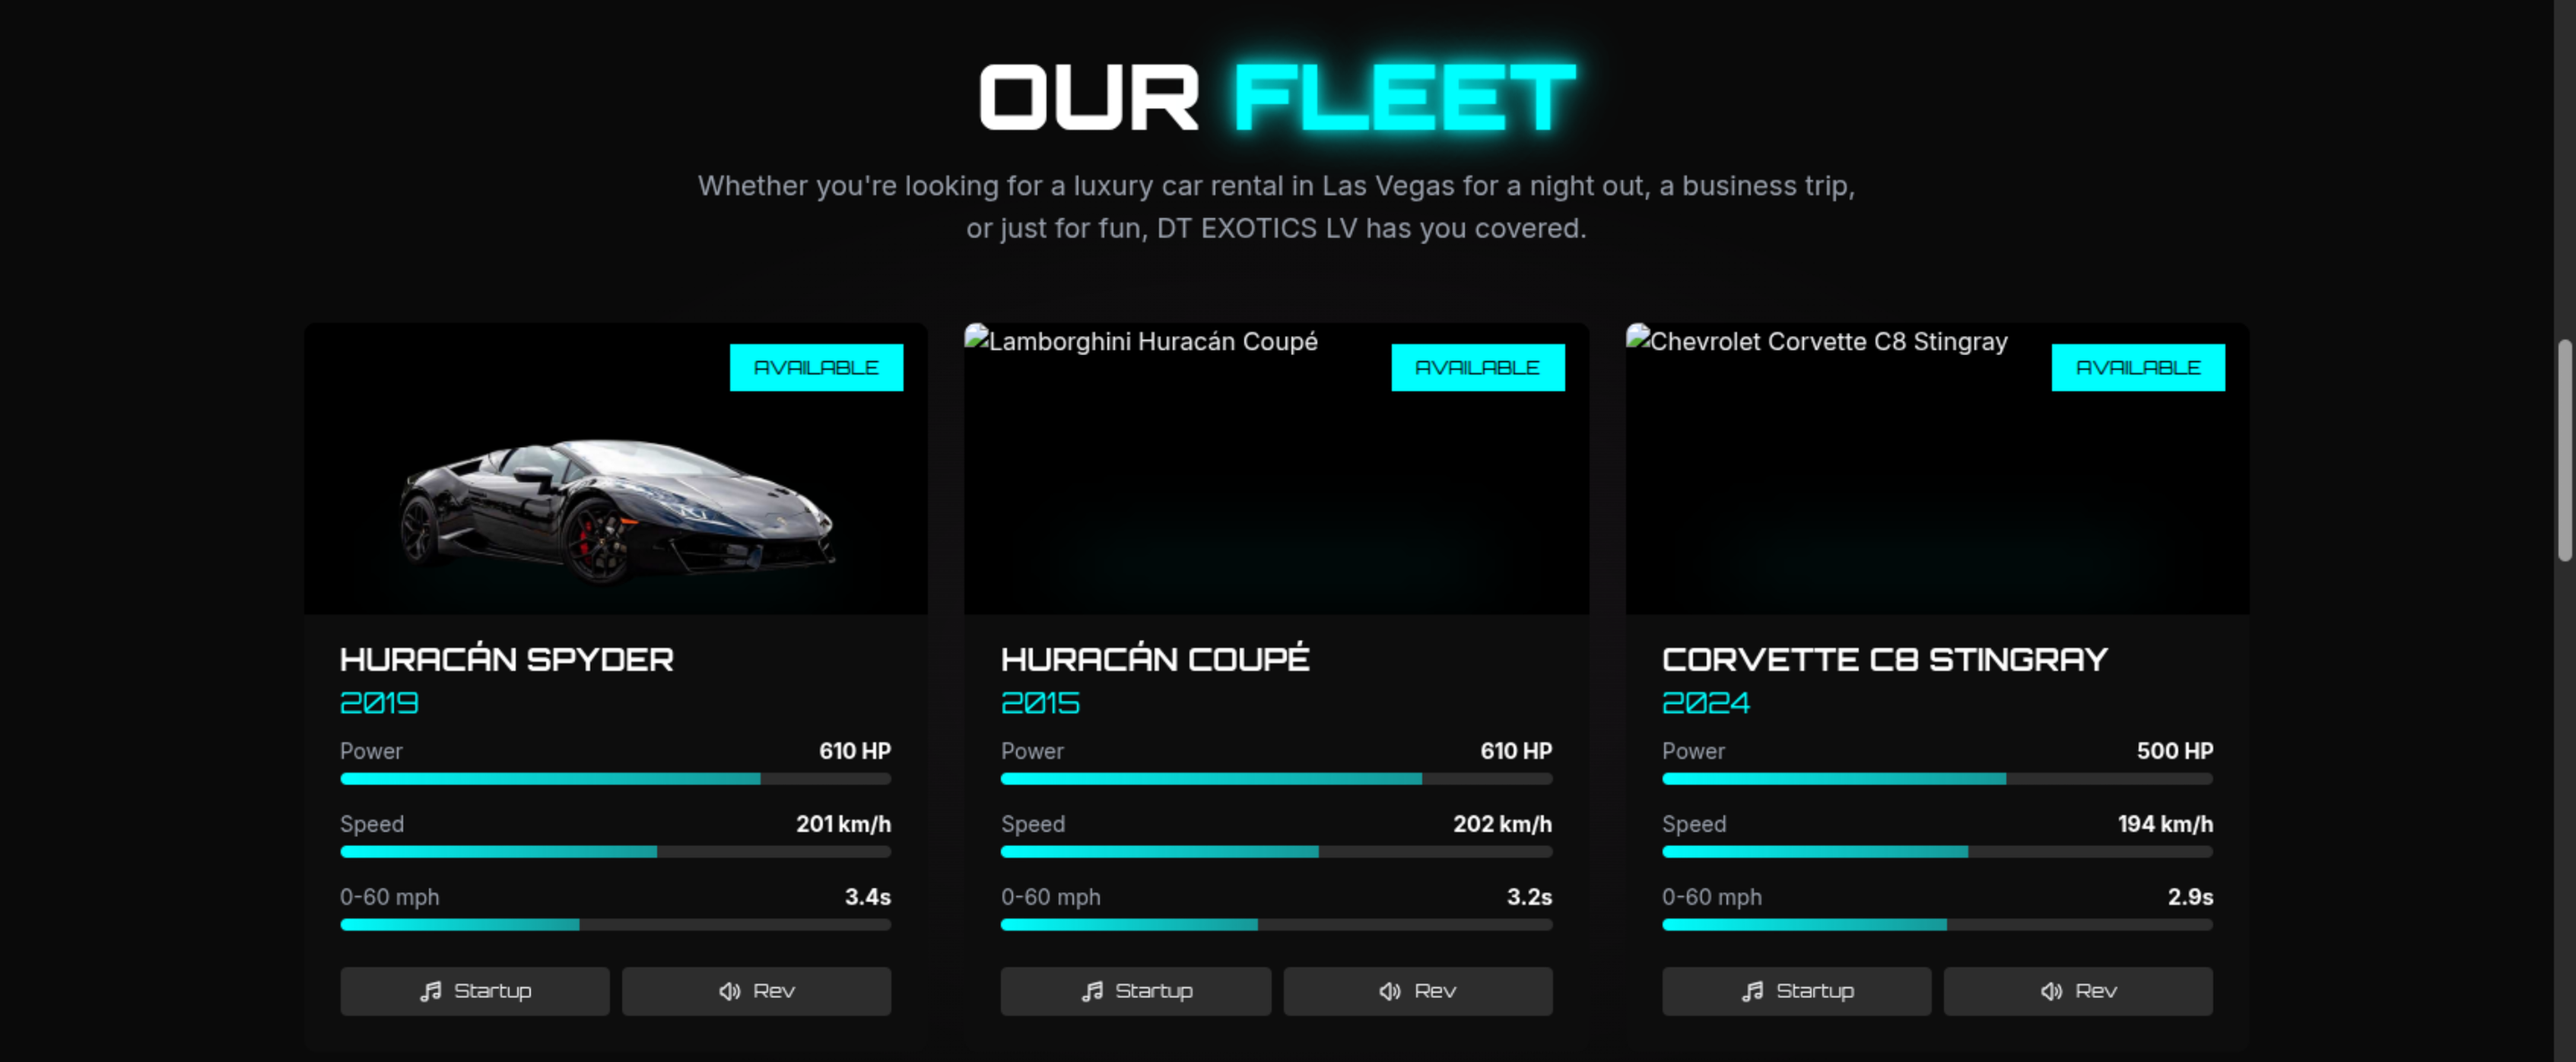 OUR FLEET
Whether you're looking for a luxury car rental in Las Vegas for a night out, a business trip,
or just for fun, DT EXOTICS LV has you covered.
AVAILABLE
HURACÁN SPYDER
2019
Power 610 HP
Speed 201 km/h
0-60 mph 3.4s
Startup Rev
Lamborghini Huracán Coupé
AVAILABLE
HURACÁN COUPÉ
2015
Power 610 HP
Speed 202 km/h
0-60 mph 3.2s
Startup Rev
Chevrolet Corvette C8 Stingray
AVAILABLE
CORVETTE C8 STINGRAY
2024
Power 500 HP
Speed 194 km/h
0-60 mph 2.9s
Startup Rev